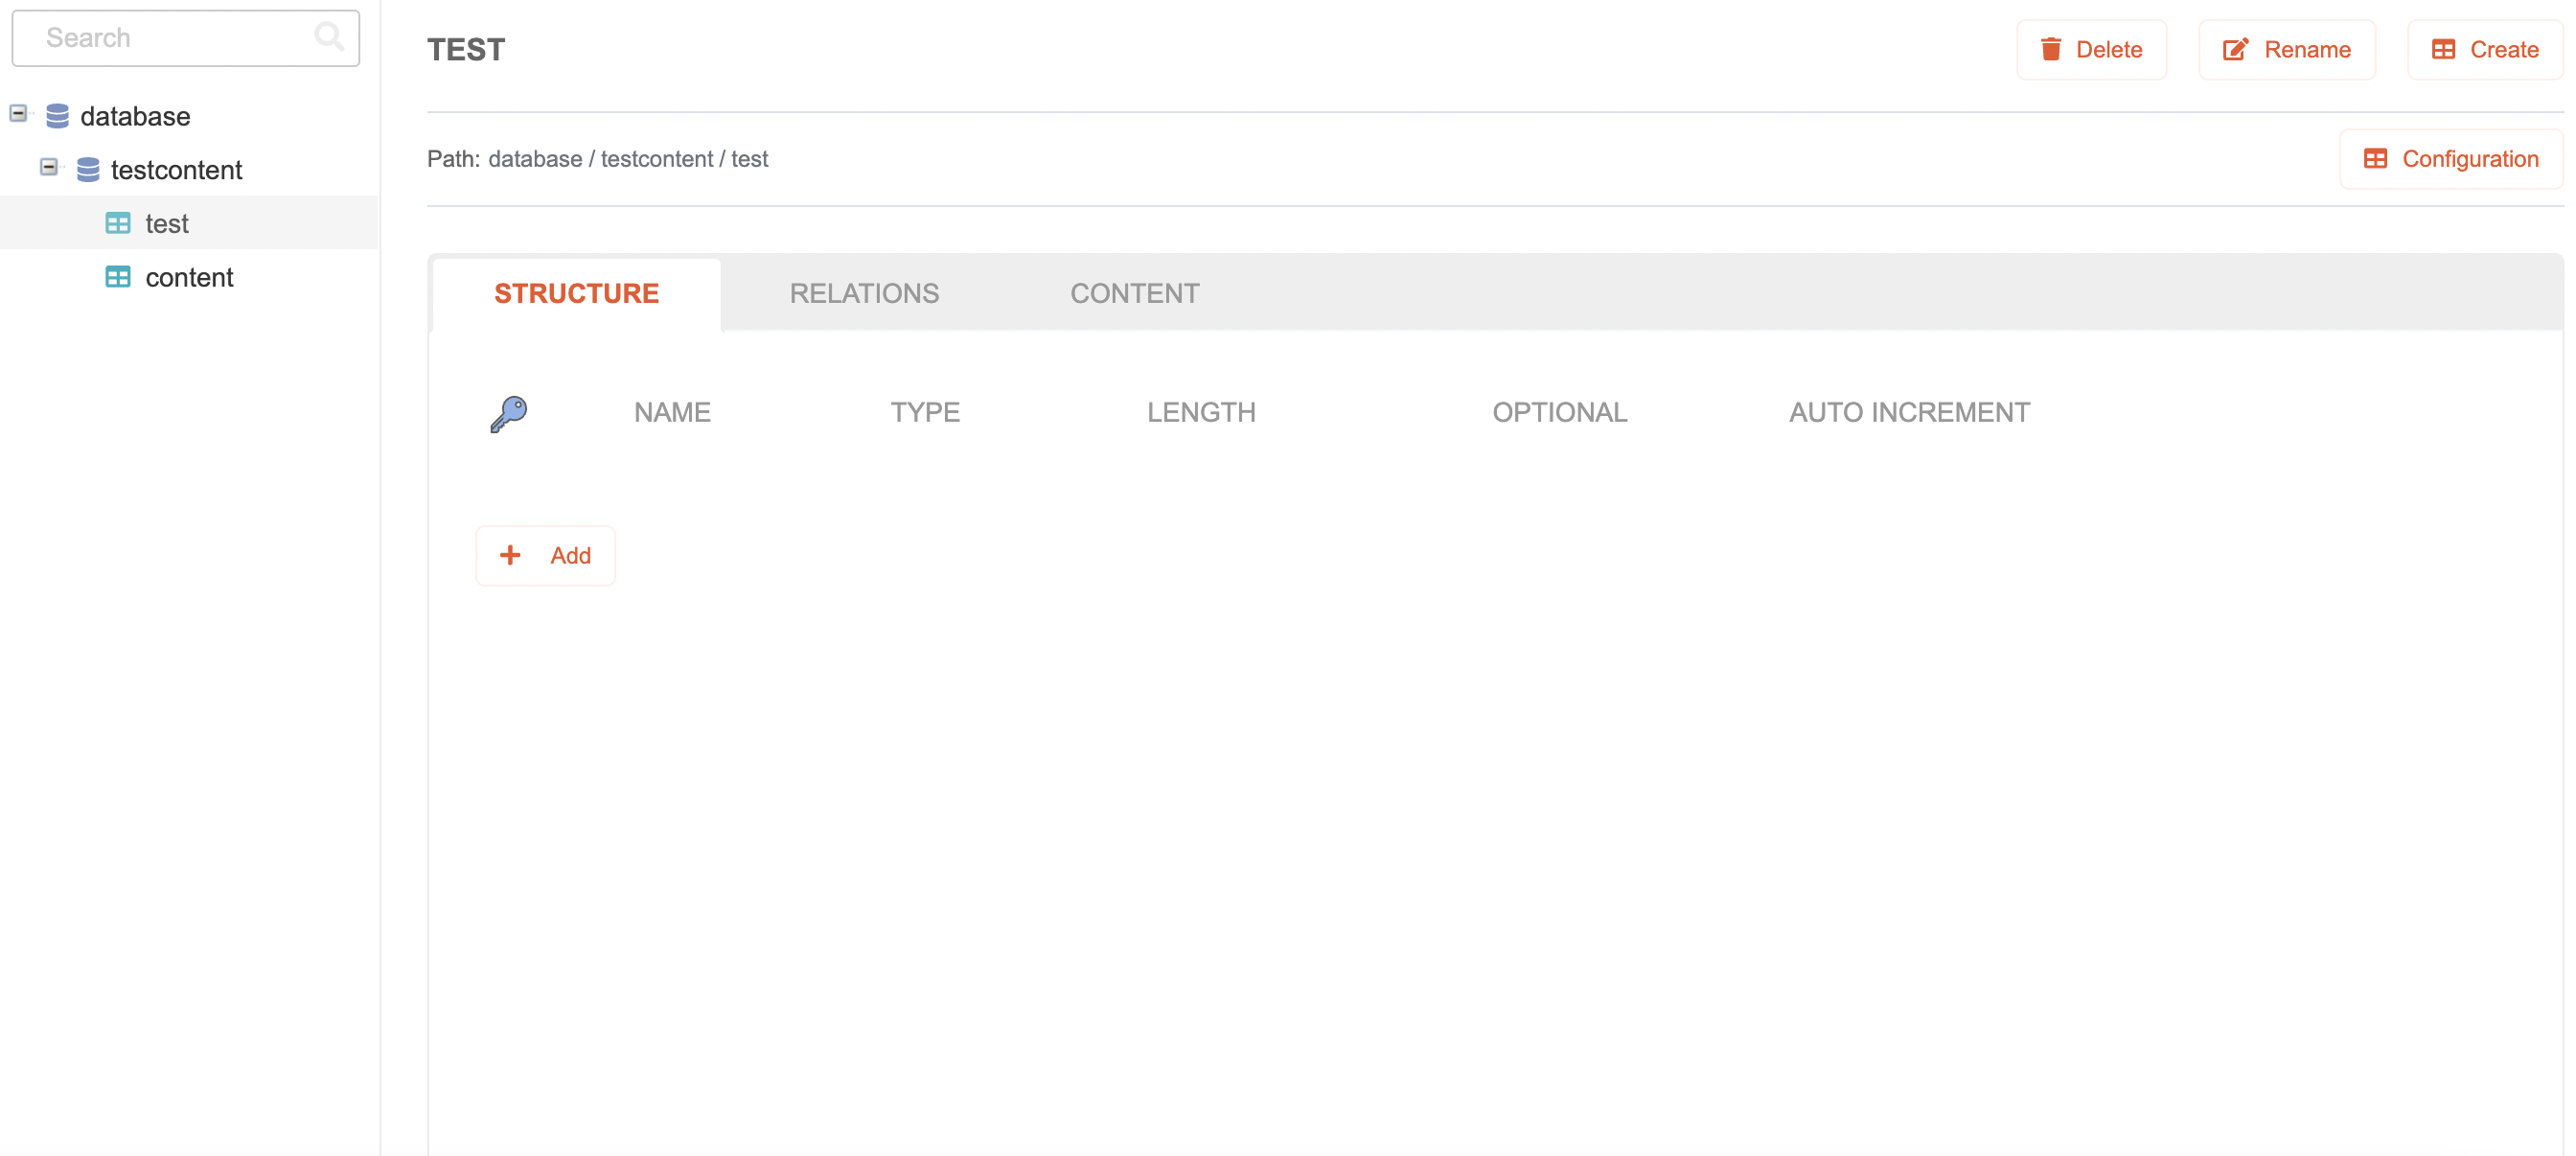 Search
database
testcontent
test
content
TEST
Delete
Rename
Create
Path: database / testcontent / test
Configuration
STRUCTURE
RELATIONS
CONTENT
NAME
TYPE
LENGTH
OPTIONAL
AUTO INCREMENT
Add